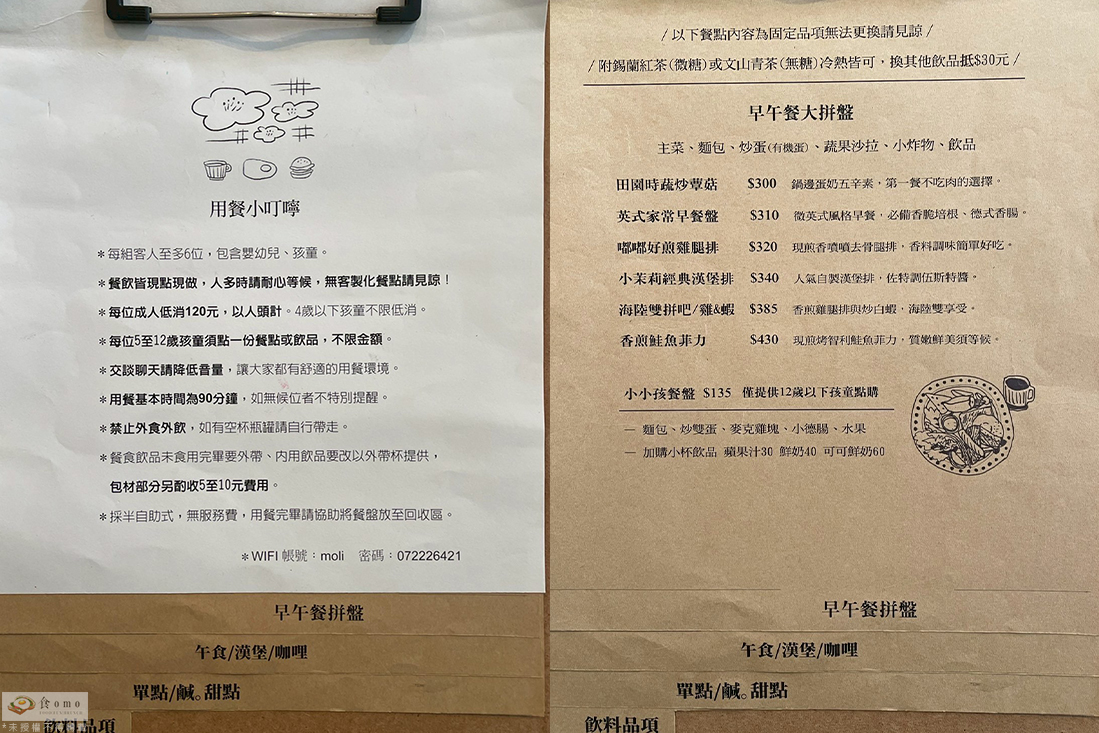 用餐小叮嚀
＊每組客人至多6位，包含嬰幼兒、孩童。
＊餐飲皆現點現做，人多時請耐心等候，無客製化餐點請見諒！
＊每位成人低消120元，以人頭計。4歲以下孩童不限低消。
＊每位5至12歲孩童須點一份餐點或飲品，不限金額。
＊交談聊天請降低音量，讓大家都有舒適的用餐環境。
＊用餐基本時間為90分鐘，如無候位者不特別提醒。
＊禁止外食外飲，如有空杯瓶罐請自行帶走。
＊餐食飲品未食用完畢要外帶、內用飲品要改以外帶杯提供，
包材部分另酌收5至10元費用。
＊採半自助式，無服務費，用餐完畢請協助將餐盤放至回收區。
＊WIFI 帳號：moli 密碼：072226421
早午餐拼盤
午食/漢堡/咖哩
單點/鹹。甜點
飲料品項
食omo
/以下餐點內容為固定品項無法更換請見諒/
/附錫蘭紅茶(微糖)或文山青茶(無糖)冷熱皆可，換其他飲品抵$30元/
早午餐大拼盤
主菜、麵包、炒蛋(有機蛋)、蔬果沙拉、小炸物、飲品
田園時蔬炒蕈菇 $300 鍋邊蛋奶五辛素，第一餐不吃肉的選擇。
英式家常早餐盤 $310 微英式風格早餐，必備香脆培根、德式香腸。
嘟嘟好煎雞腿排 $320 現煎香噴噴去骨腿排，香料調味簡單好吃。
小茉莉經典漢堡排 $340 人氣自製漢堡排，佐特調伍斯特醬。
海陸雙拼吧/雞&蝦 $385 香煎雞腿排與炒白蝦，海陸雙享受。
香煎鮭魚菲力 $430 現煎烤智利鮭魚菲力，質嫩鮮美須等候。
小小孩餐盤 $135 僅提供12歲以下孩童點購
— 麵包、炒雙蛋、麥克雞塊、小德腸、水果
— 加購小杯飲品 蘋果汁30 鮮奶40 可可鮮奶60
早午餐拼盤
午食/漢堡/咖哩
單點/鹹。甜點
飲料品項